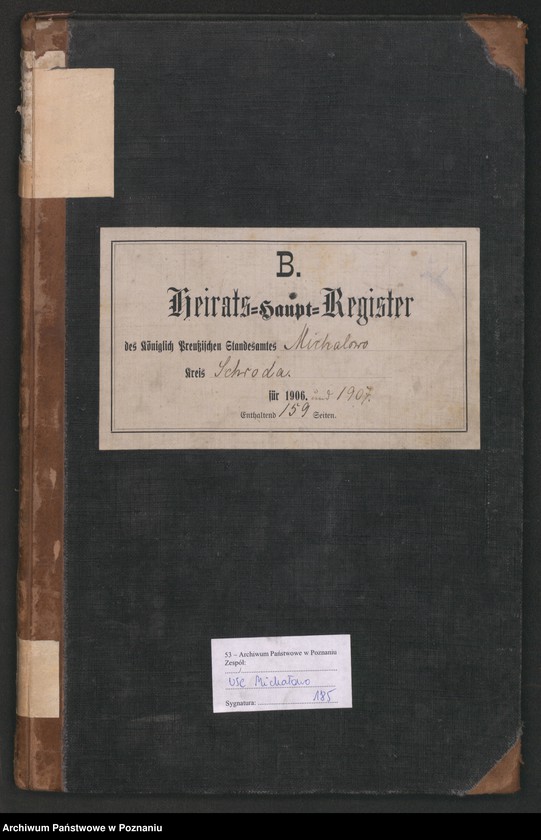 B.
Heirats=Haupt=Register
des Königlich Preußischen Standesamtes Michalowo
Kreis Schroda.
für 1906. und 1907.
Enthaltend 159 Seiten.
53 – Archiwum Państwowe w Poznaniu
Zespół:
USC Michałowo
Sygnatura: 185
Archiwum Państwowe w Poznaniu